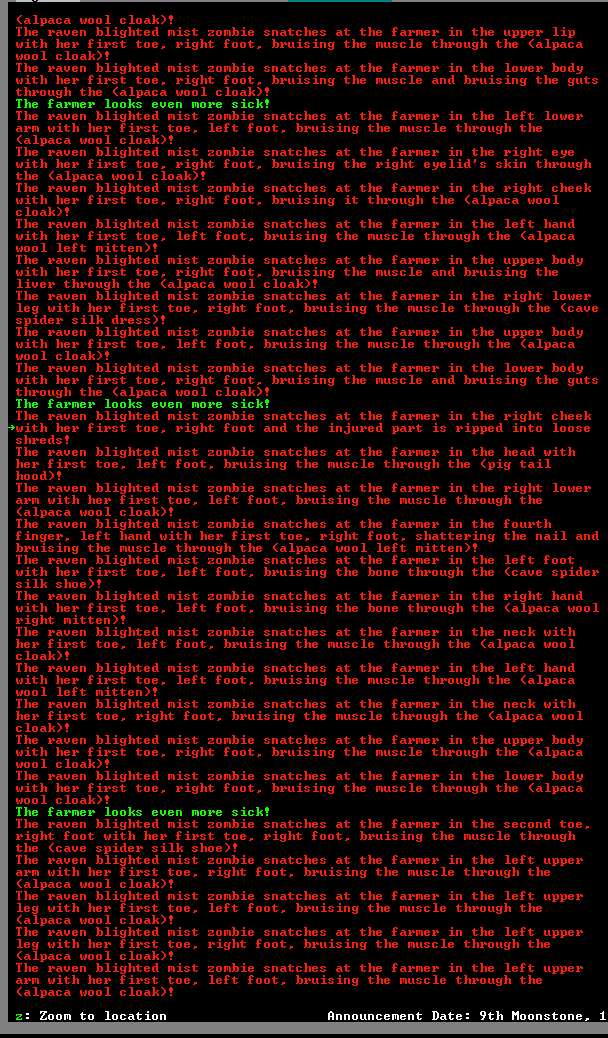 (alpaca wool cloak)!
The raven blighted mist zombie snatches at the farmer in the upper lip
with her first toe, right foot, bruising the muscle through the (alpaca
wool cloak)!
The raven blighted mist zombie snatches at the farmer in the lower body
with her first toe, right foot, bruising the muscle and bruising the guts
through the (alpaca wool cloak)!
The farmer looks even more sick!
The raven blighted mist zombie snatches at the farmer in the left lower
arm with her first toe, left foot, bruising the muscle through the
(alpaca wool cloak)!
The raven blighted mist zombie snatches at the farmer in the right eye
with her first toe, right foot, bruising the right eyelid's skin through
the (alpaca wool cloak)!
The raven blighted mist zombie snatches at the farmer in the right cheek
with her first toe, right foot, bruising it through the (alpaca wool
cloak)!
The raven blighted mist zombie snatches at the farmer in the left hand
with her first toe, left foot, bruising the muscle through the (alpaca
wool left mitten)!
The raven blighted mist zombie snatches at the farmer in the upper body
with her first toe, right foot, bruising the muscle and bruising the
liver through the (alpaca wool cloak)!
The raven blighted mist zombie snatches at the farmer in the right lower
leg with her first toe, right foot, bruising the muscle through the (cave
spider silk dress)!
The raven blighted mist zombie snatches at the farmer in the upper body
with her first toe, left foot, bruising the muscle through the (alpaca
wool cloak)!
The raven blighted mist zombie snatches at the farmer in the lower body
with her first toe, right foot, bruising the muscle and bruising the guts
through the (alpaca wool cloak)!
The farmer looks even more sick!
The raven blighted mist zombie snatches at the farmer in the right cheek
→with her first toe, right foot and the injured part is ripped into loose
shreds!
The raven blighted mist zombie snatches at the farmer in the head with
her first toe, left foot, bruising the muscle through the (pig tail
hood)!
The raven blighted mist zombie snatches at the farmer in the right lower
arm with her first toe, left foot, bruising the muscle through the
(alpaca wool cloak)!
The raven blighted mist zombie snatches at the farmer in the fourth
finger, left hand with her first toe, right foot, shattering the nail and
bruising the muscle through the (alpaca wool left mitten)!
The raven blighted mist zombie snatches at the farmer in the left foot
with her first toe, left foot, bruising the bone through the (cave spider
silk shoe)!
The raven blighted mist zombie snatches at the farmer in the right hand
with her first toe, left foot, bruising the bone through the (alpaca wool
right mitten)!
The raven blighted mist zombie snatches at the farmer in the neck with
her first toe, left foot, bruising the muscle through the (alpaca wool
cloak)!
The raven blighted mist zombie snatches at the farmer in the left hand
with her first toe, left foot, bruising the muscle through the (alpaca
wool left mitten)!
The raven blighted mist zombie snatches at the farmer in the neck with
her first toe, right foot, bruising the muscle through the (alpaca wool
cloak)!
The raven blighted mist zombie snatches at the farmer in the upper body
with her first toe, left foot, bruising the muscle through the (alpaca
wool cloak)!
The raven blighted mist zombie snatches at the farmer in the lower body
with her first toe, left foot, bruising the muscle through the (alpaca
wool cloak)!
The farmer looks even more sick!
The raven blighted mist zombie snatches at the farmer in the second toe,
right foot with her first toe, right foot, bruising the muscle through
the (cave spider silk shoe)!
The raven blighted mist zombie snatches at the farmer in the left upper
arm with her first toe, right foot, bruising the muscle through the
(alpaca wool cloak)!
The raven blighted mist zombie snatches at the farmer in the left upper
leg with her first toe, left foot, bruising the muscle through the
(alpaca wool cloak)!
The raven blighted mist zombie snatches at the farmer in the left upper
leg with her first toe, right foot, bruising the muscle through the
(alpaca wool cloak)!
The raven blighted mist zombie snatches at the farmer in the left upper
arm with her first toe, left foot, bruising the muscle through the
(alpaca wool cloak)!
z: Zoom to location Announcement Date: 9th Moonstone, 1